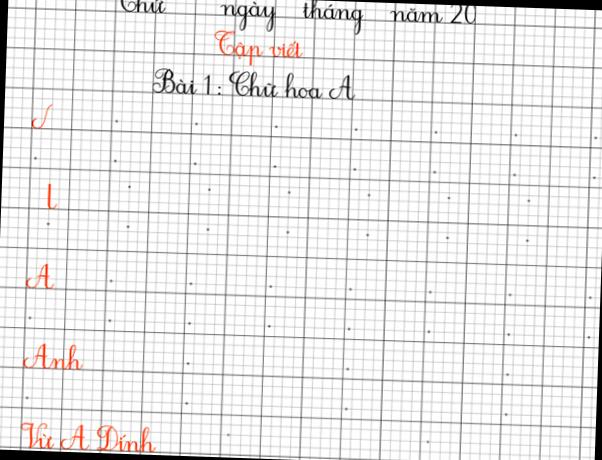 Thứ ngày tháng năm 20
Tập viết
Bài 1: Chữ hoa A
A
Anh
Vừ A Dính